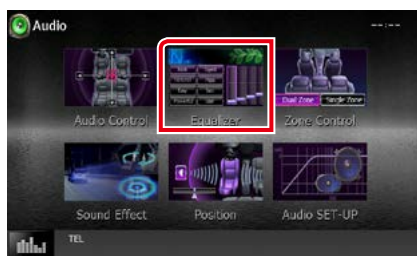 Audio
--:--
Audio Control
Equalizer
Zone Control
Dual Zone
Single Zone
Sound Effect
Position
Audio SET-UP
TEL